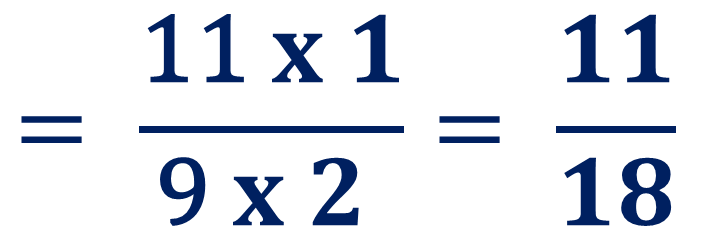 = 11 x 1 / 9 x 2 = 11 / 18